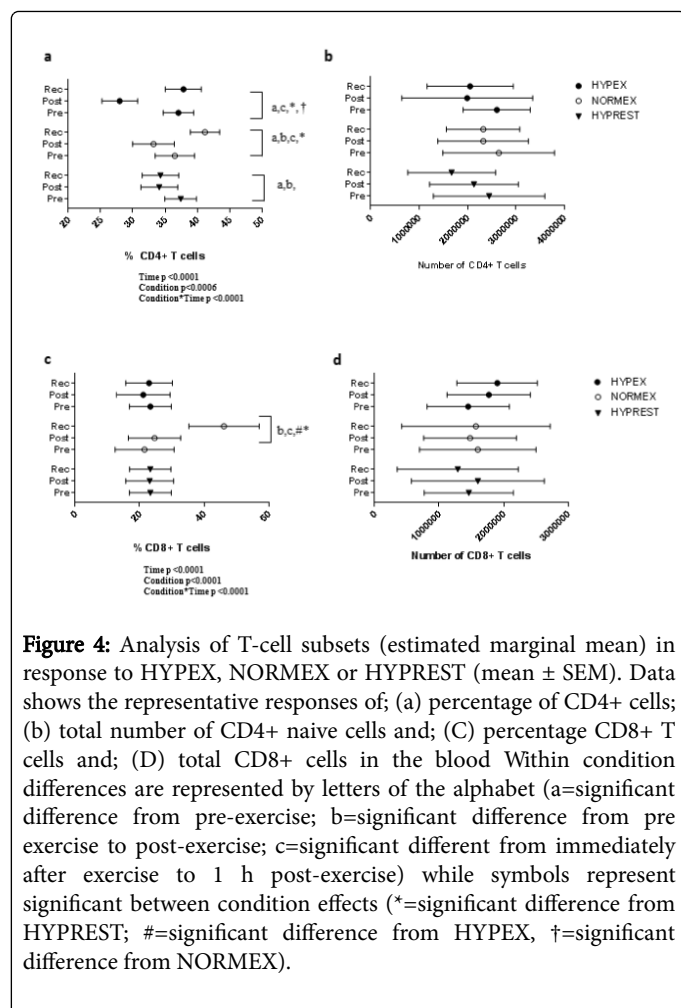 a
Rec
Post
Pre
a,c,*,†
Rec
Post
Pre
a,b,c,*
Rec
Post
Pre
a,b,
20 25 30 35 40 45 50
% CD4+ T cells
Time p <0.0001
Condition p<0.0006
Condition*Time p <0.0001
b
Rec
Post
Pre
Rec
Post
Pre
Rec
Post
Pre
0 1000000 2000000 3000000 4000000
Number of CD4+ T cells
HYPEX
NORMEX
HYPREST
c
Rec
Post
Pre
Rec
Post
Pre
b,c,#*
Rec
Post
Pre
0 20 40 60
% CD8+ T cells
Time p <0.0001
Condition p<0.0001
Condition*Time p <0.0001
d
Rec
Post
Pre
Rec
Post
Pre
Rec
Post
Pre
0 1000000 2000000 3000000
Number of CD8+ T cells
HYPEX
NORMEX
HYPREST
Figure 4: Analysis of T-cell subsets (estimated marginal mean) in
response to HYPEX, NORMEX or HYPREST (mean ± SEM). Data
shows the representative responses of; (a) percentage of CD4+ cells;
(b) total number of CD4+ naive cells and; (C) percentage CD8+ T
cells and; (D) total CD8+ cells in the blood Within condition
differences are represented by letters of the alphabet (a=significant
difference from pre-exercise; b=significant difference from pre
exercise to post-exercise; c=significant different from immediately
after exercise to 1 h post-exercise) while symbols represent
significant between condition effects (*=significant difference from
HYPREST; #=significant difference from HYPEX, †=significant
difference from NORMEX).